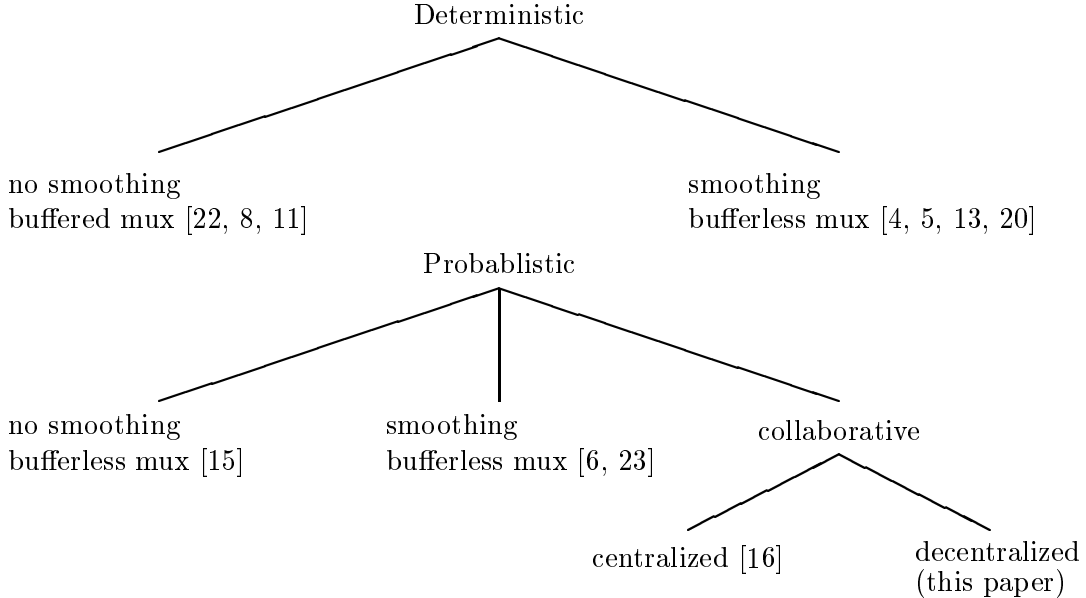 Deterministic
no smoothing
buffered mux [22, 8, 11]
smoothing
bufferless mux [4, 5, 13, 20]
Probablistic
no smoothing
bufferless mux [15]
smoothing
bufferless mux [6, 23]
collaborative
centralized [16]
decentralized
(this paper)